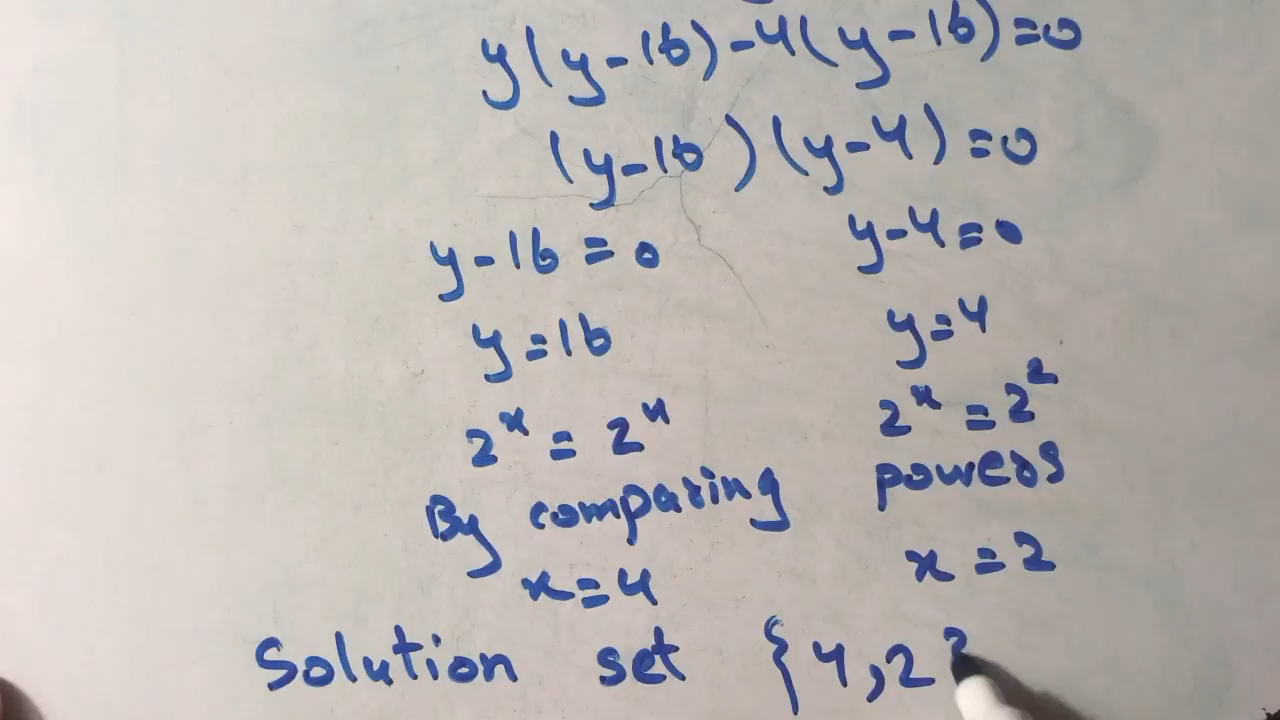 y(y-16)-4(y-16)=0
(y-16)(y-4)=0
y-16=0 y-4=0
y=16 y=4
2^x=2^4 2^x=2^2
By comparing powers
x=4 x=2
Solution set {4,2}